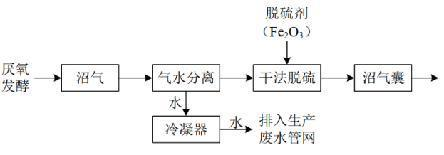 脱硫剂
（Fe2O3）
厌氧
发酵
沼气
气水分离
干法脱硫
沼气囊
水
冷凝器
水
排入生产
废水管网